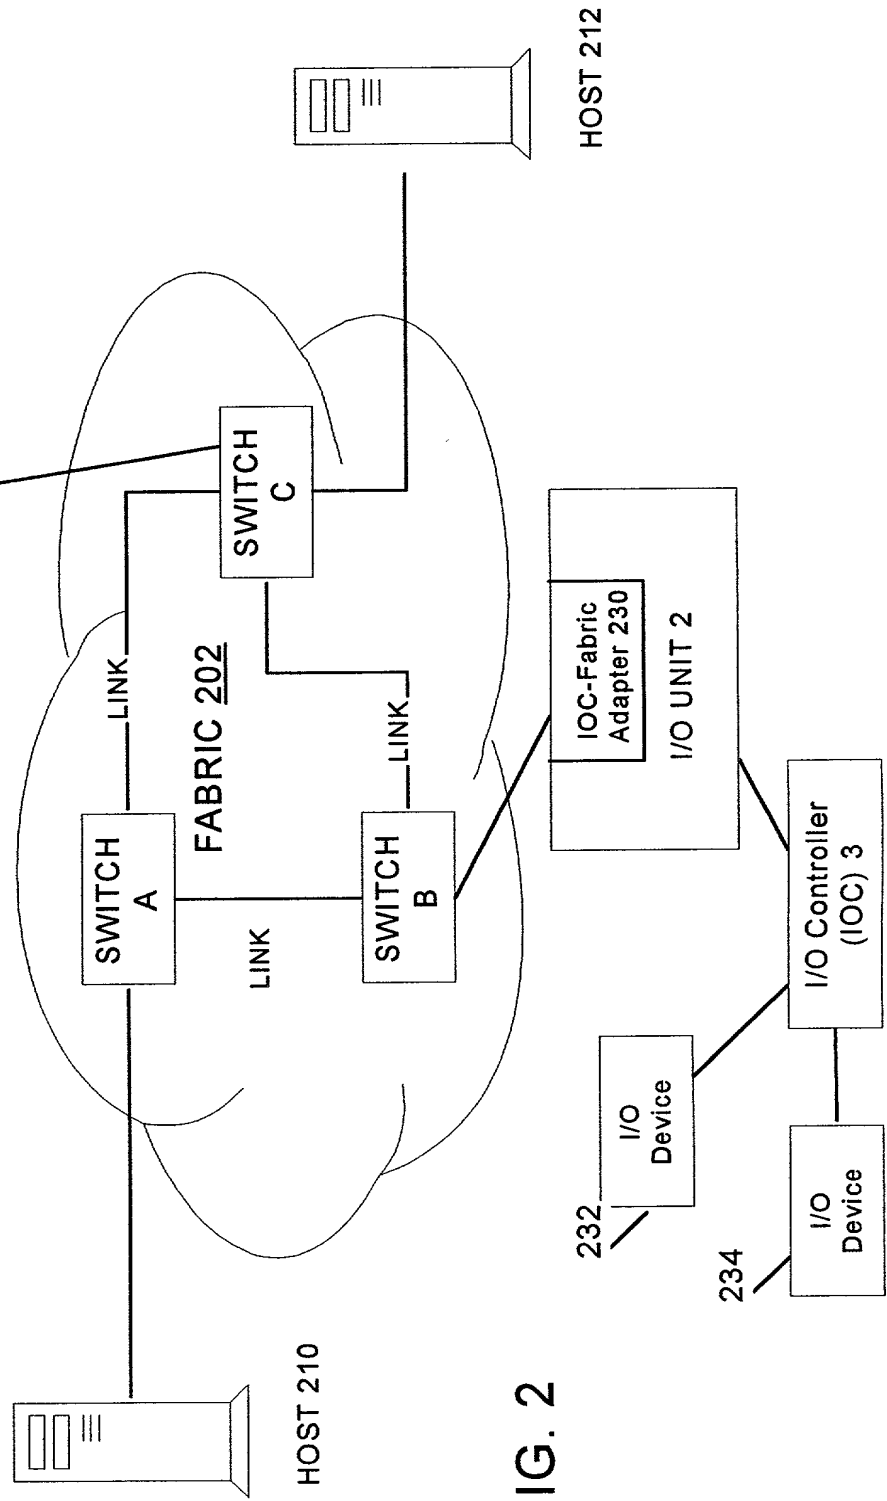 SWITCH
A
LINK
FABRIC 202
SWITCH
C
LINK
HOST 210
SWITCH
B
LINK
IG. 2
HOST 212
IOC-Fabric
Adapter 230
I/O UNIT 2
232
I/O
Device
234
I/O
Device
I/O Controller
(IOC) 3